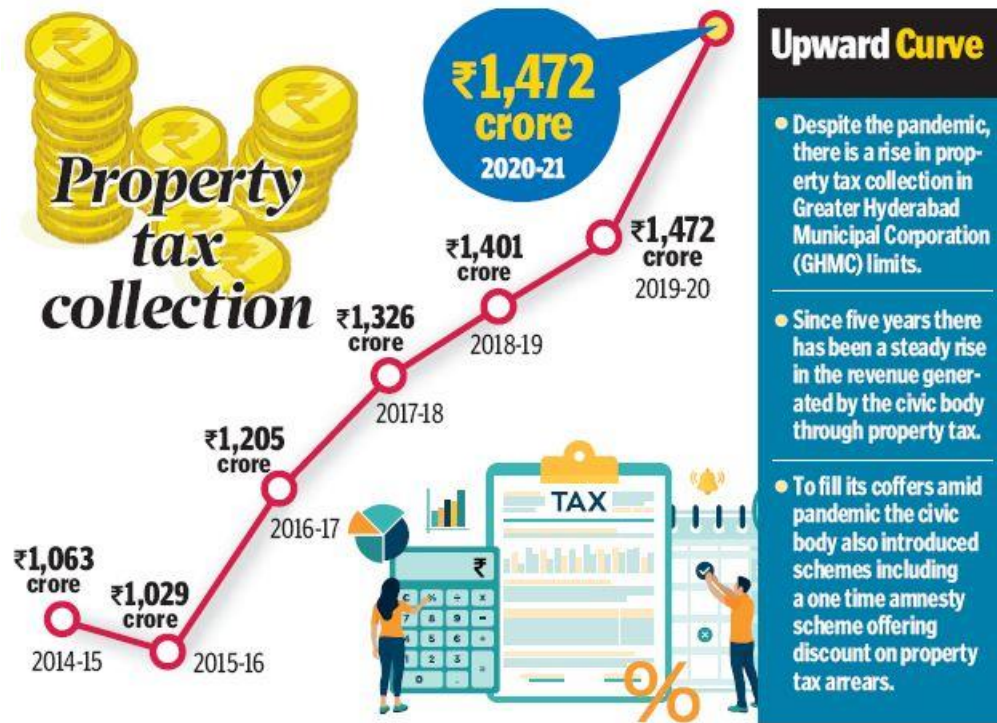 Property
tax
collection
₹1,063
crore
2014-15
₹1,029
crore
2015-16
₹1,205
crore
2016-17
₹1,326
crore
2017-18
₹1,401
crore
2018-19
₹1,472
crore
2019-20
₹1,472
crore
2020-21
TAX
₹
%
Upward Curve
Despite the pandemic,
there is a rise in prop-
erty tax collection in
Greater Hyderabad
Municipal Corporation
(GHMC) limits.
Since five years there
has been a steady rise
in the revenue gener-
ated by the civic body
through property tax.
To fill its coffers amid
pandemic the civic
body also introduced
schemes including
a one time amnesty
scheme offering
discount on property
tax arrears.